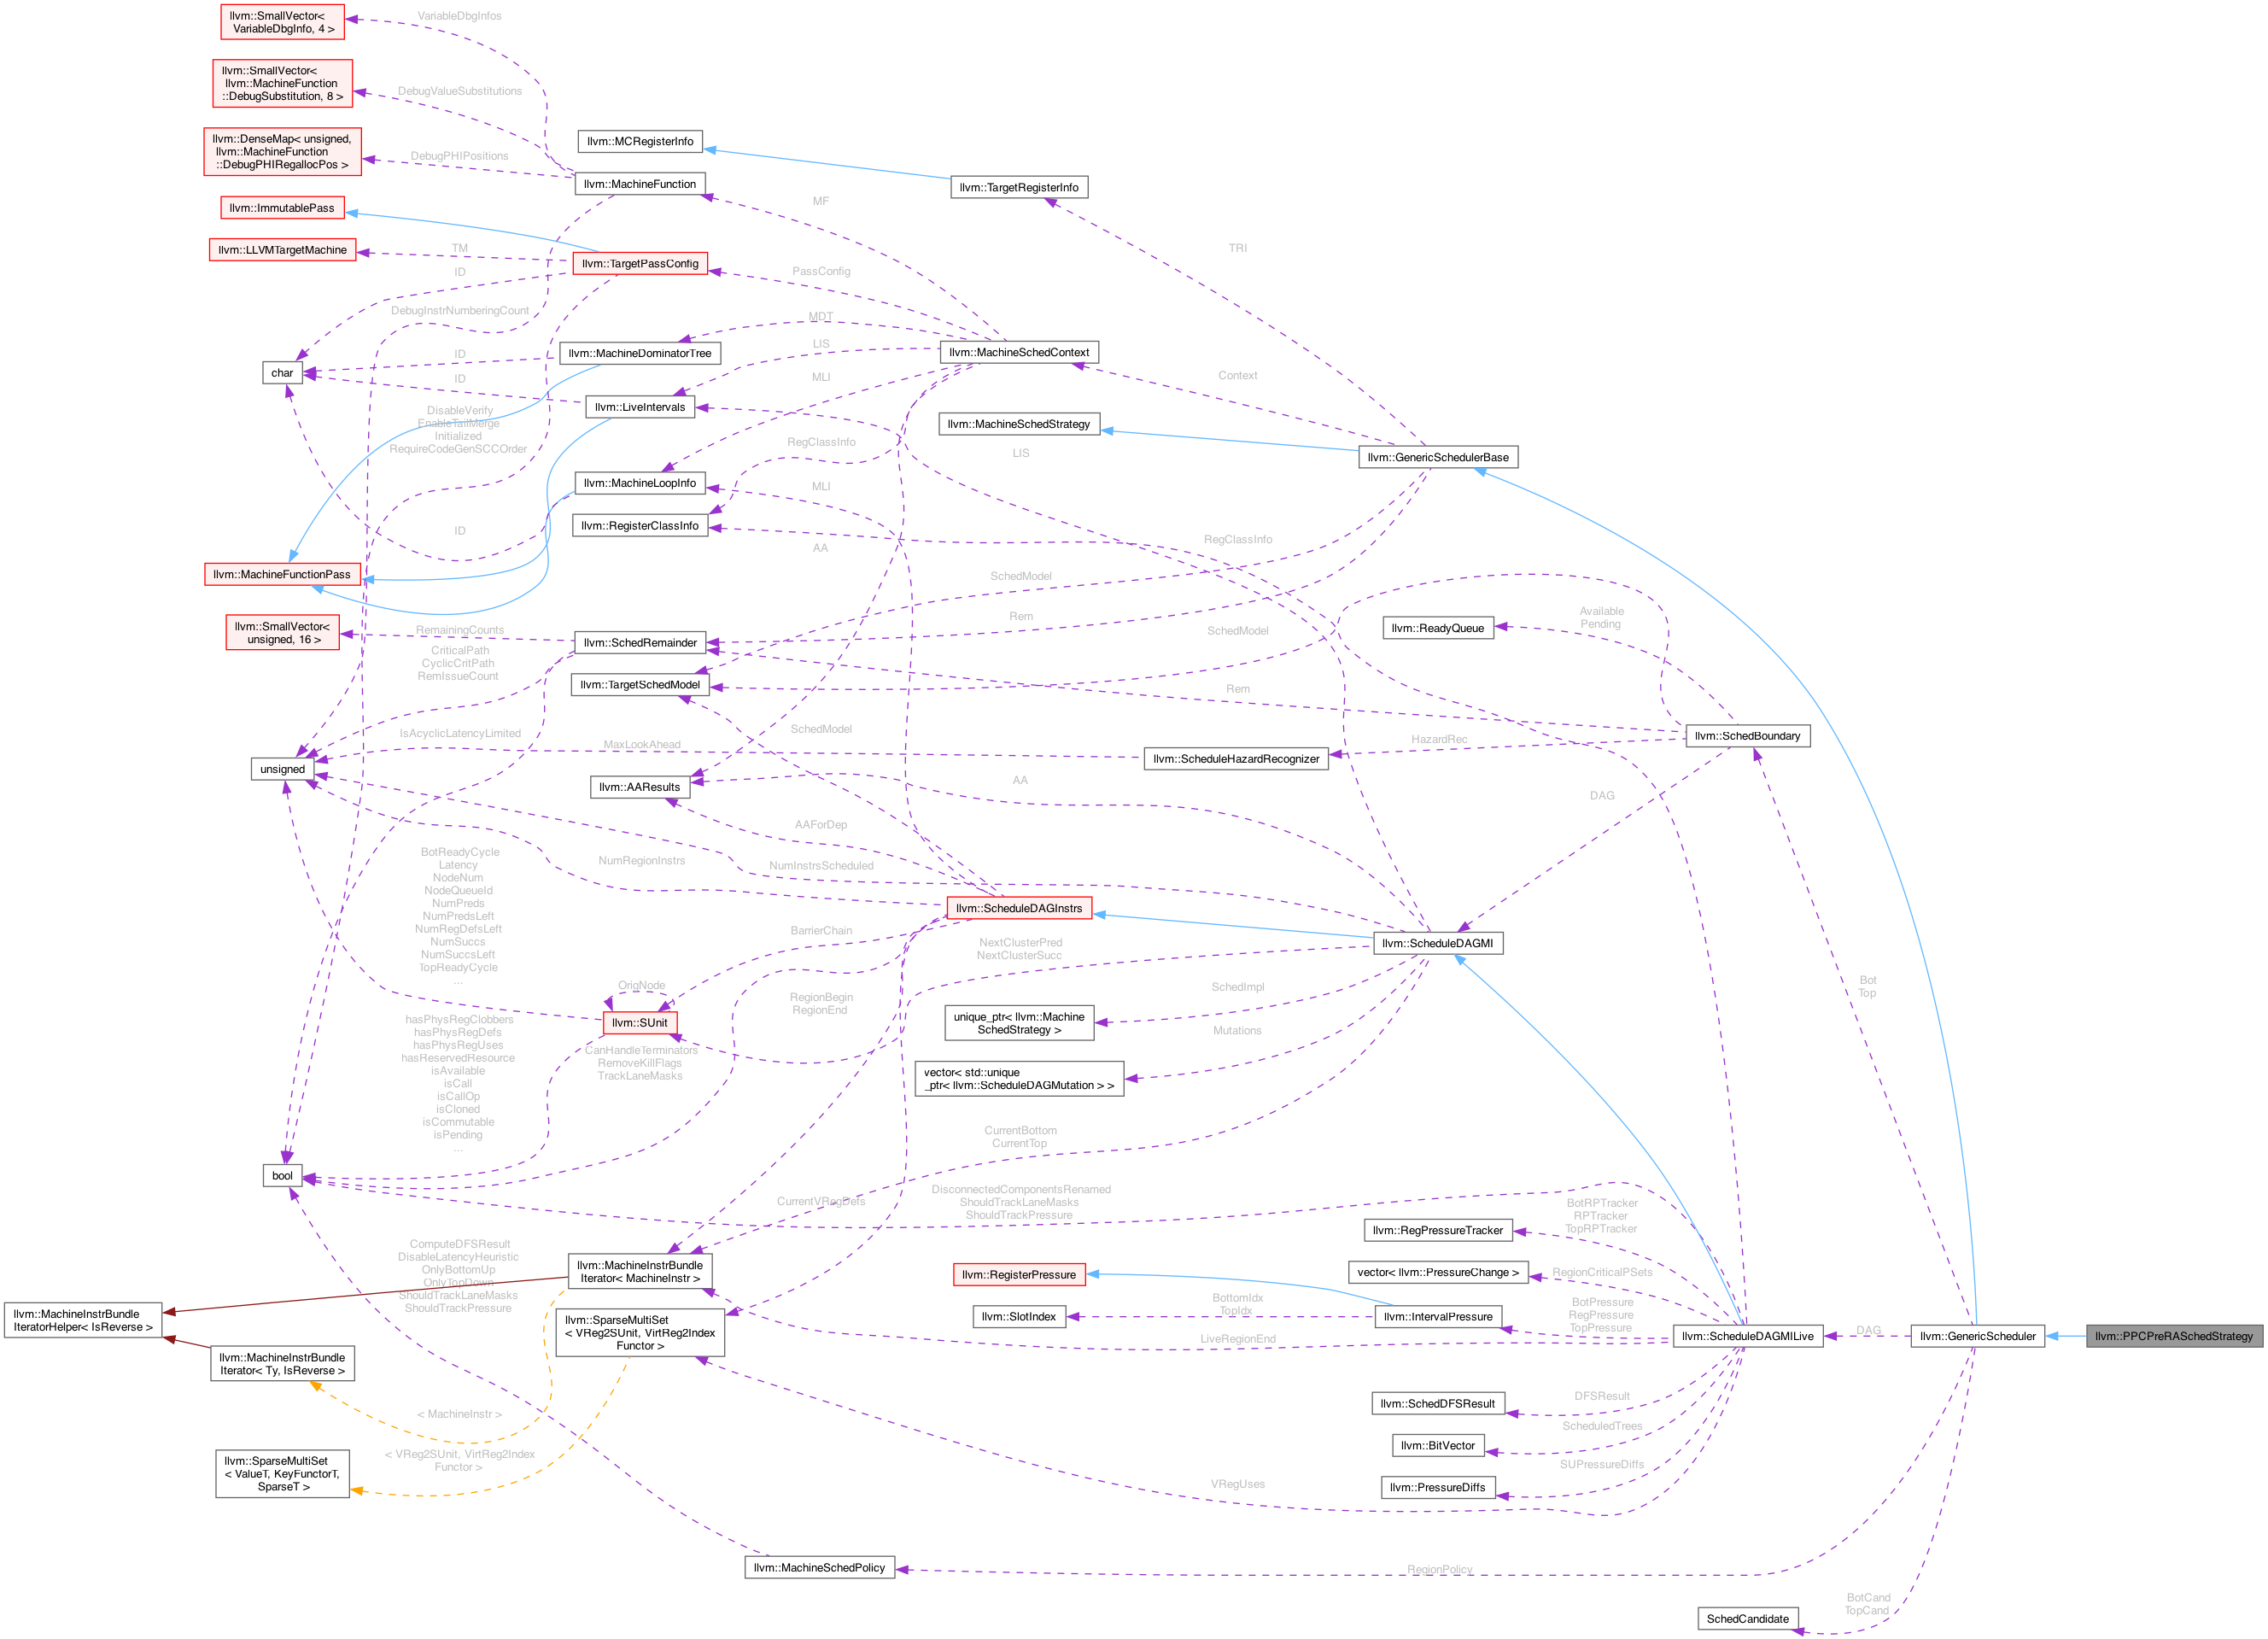 llvm::SmallVector<
VariableDbgInfo, 4 >
VariableDbgInfos
llvm::SmallVector<
llvm::MachineFunction
::DebugSubstitution, 8 >
DebugValueSubstitutions
llvm::DenseMap< unsigned,
llvm::MachineFunction
::DebugPHIRegallocPos >
DebugPHIPositions
llvm::MCRegisterInfo
llvm::MachineFunction
llvm::TargetRegisterInfo
llvm::ImmutablePass
MF
llvm::LLVMTargetMachine
TM
ID
llvm::TargetPassConfig
PassConfig
TRI
DebugInstrNumberingCount
MDT
char
ID
ID
llvm::MachineDominatorTree
LIS
llvm::MachineSchedContext
Context
MLI
llvm::LiveIntervals
DisableVerify
EnableTailMerge
Initialized
RequireCodeGenSCCOrder
llvm::MachineSchedStrategy
RegClassInfo
LIS
llvm::GenericSchedulerBase
llvm::MachineLoopInfo
MLI
llvm::RegisterClassInfo
ID
AA
RegClassInfo
llvm::MachineFunctionPass
SchedModel
llvm::SmallVector<
unsigned, 16 >
RemainingCounts
llvm::SchedRemainder
Rem
SchedModel
llvm::ReadyQueue
Available
Pending
CriticalPath
CyclicCritPath
RemIssueCount
llvm::TargetSchedModel
Rem
IsAcyclicLatencyLimited
SchedModel
MaxLookAhead
llvm::ScheduleHazardRecognizer
HazardRec
llvm::SchedBoundary
unsigned
llvm::AAResults
AA
DAG
AAForDep
BotReadyCycle
Latency
NodeNum
NodeQueueId
NumPreds
NumPredsLeft
NumRegDefsLeft
NumSuccs
NumSuccsLeft
TopReadyCycle
...
NumRegionInstrs
NumInstrsScheduled
llvm::ScheduleDAGInstrs
BarrierChain
NextClusterPred
NextClusterSucc
llvm::ScheduleDAGMI
OrigNode
RegionBegin
RegionEnd
SchedImpl
Bot
Top
llvm::SUnit
unique_ptr< llvm::Machine
SchedStrategy >
Mutations
hasPhysRegClobbers
hasPhysRegDefs
hasPhysRegUses
hasReservedResource
isAvailable
isCall
isCallOp
isCloned
isCommutable
isPending
...
CanHandleTerminators
RemoveKillFlags
TrackLaneMasks
vector< std::unique
_ptr< llvm::ScheduleDAGMutation > >
CurrentBottom
CurrentTop
bool
CurrentVRegDefs
DisconnectedComponentsRenamed
ShouldTrackLaneMasks
ShouldTrackPressure
BotRPTracker
RPTracker
TopRPTracker
llvm::RegPressureTracker
ComputeDFSResult
DisableLatencyHeuristic
OnlyBottomUp
OnlyTopDown
ShouldTrackLaneMasks
ShouldTrackPressure
llvm::MachineInstrBundle
Iterator< MachineInstr >
llvm::RegisterPressure
vector< llvm::PressureChange >
RegionCriticalPSets
llvm::MachineInstrBundle
IteratorHelper< IsReverse >
llvm::SparseMultiSet
< VReg2SUnit, VirtReg2Index
Functor >
llvm::SlotIndex
BottomIdx
TopIdx
llvm::IntervalPressure
BotPressure
RegPressure
TopPressure
LiveRegionEnd
llvm::ScheduleDAGMILive
DAG
llvm::GenericScheduler
llvm::PPCPreRASchedStrategy
llvm::MachineInstrBundle
Iterator< Ty, IsReverse >
< MachineInstr >
llvm::SchedDFSResult
DFSResult
llvm::BitVector
ScheduledTrees
llvm::SparseMultiSet
< ValueT, KeyFunctorT,
SparseT >
< VReg2SUnit, VirtReg2Index
Functor >
llvm::PressureDiffs
SUPressureDiffs
VRegUses
llvm::MachineSchedPolicy
RegionPolicy
SchedCandidate
BotCand
TopCand